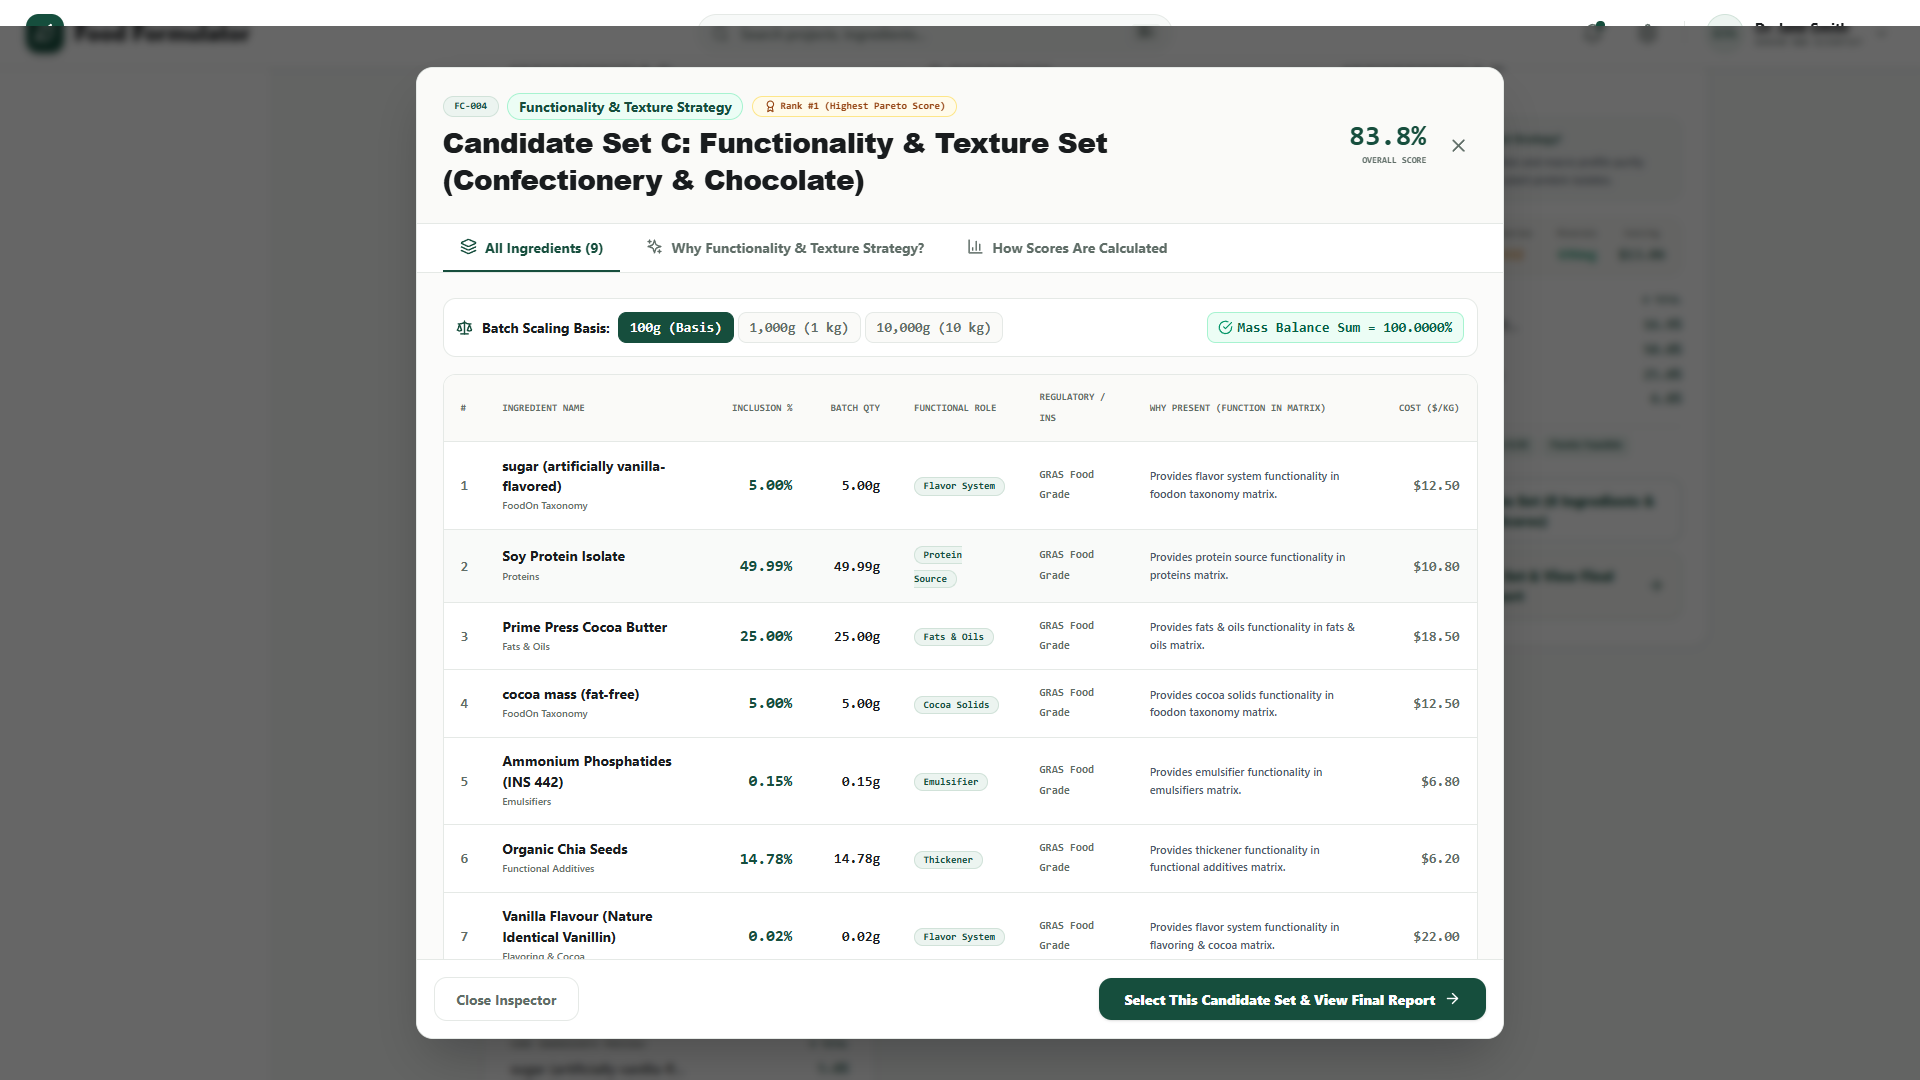 Food Formulator
FC-004
Functionality & Texture Strategy
Rank #1 (Highest Pareto Score)
Candidate Set C: Functionality & Texture Set
(Confectionery & Chocolate)
83.8%
OVERALL SCORE
All Ingredients (9)
Why Functionality & Texture Strategy?
How Scores Are Calculated
Batch Scaling Basis:
100g (Basis)
1,000g (1 kg)
10,000g (10 kg)
Mass Balance Sum = 100.0000%
# INGREDIENT NAME INCLUSION % BATCH QTY FUNCTIONAL ROLE REGULATORY / INS WHY PRESENT (FUNCTION IN MATRIX) COST ($/KG)
1
sugar (artificially vanilla-
flavored)
FoodOn Taxonomy
5.00%
5.00g
Flavor System
GRAS Food
Grade
Provides flavor system functionality in
foodon taxonomy matrix.
$12.50
2
Soy Protein Isolate
Proteins
49.99%
49.99g
Protein
Source
GRAS Food
Grade
Provides protein source functionality in
proteins matrix.
$10.80
3
Prime Press Cocoa Butter
Fats & Oils
25.00%
25.00g
Fats & Oils
GRAS Food
Grade
Provides fats & oils functionality in fats &
oils matrix.
$18.50
4
cocoa mass (fat-free)
FoodOn Taxonomy
5.00%
5.00g
Cocoa Solids
GRAS Food
Grade
Provides cocoa solids functionality in
foodon taxonomy matrix.
$12.50
5
Ammonium Phosphatides
(INS 442)
Emulsifiers
0.15%
0.15g
Emulsifier
GRAS Food
Grade
Provides emulsifier functionality in
emulsifiers matrix.
$6.80
6
Organic Chia Seeds
Functional Additives
14.78%
14.78g
Thickener
GRAS Food
Grade
Provides thickener functionality in
functional additives matrix.
$6.20
7
Vanilla Flavour (Nature
Identical Vanillin)
Flavoring & Cocoa
0.02%
0.02g
Flavor System
GRAS Food
Grade
Provides flavor system functionality in
flavoring & cocoa matrix.
$22.00
Close Inspector
Select This Candidate Set & View Final Report